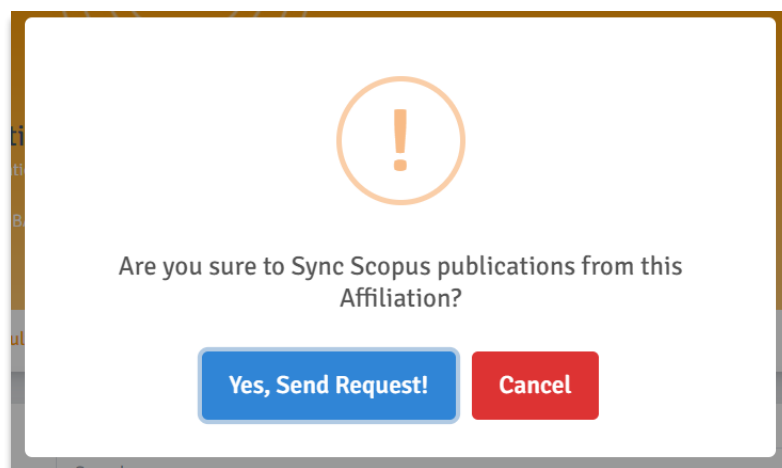 !
Are you sure to Sync Scopus publications from this
Affiliation?
Yes, Send Request!
Cancel